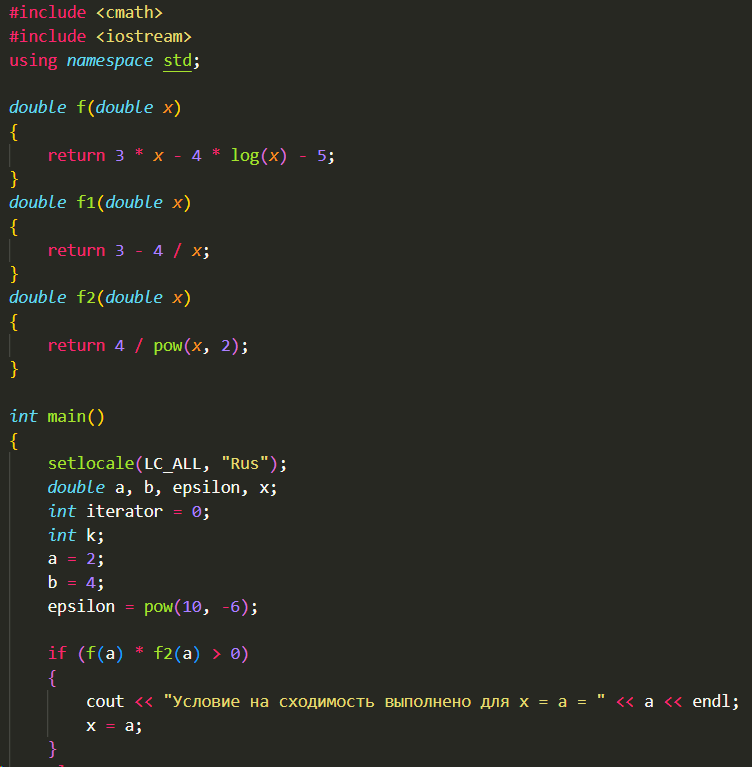 #include <cmath>
#include <iostream>
using namespace std;
double f(double x)
{
return 3 * x - 4 * log(x) - 5;
}
double f1(double x)
{
return 3 - 4 / x;
}
double f2(double x)
{
return 4 / pow(x, 2);
}
int main()
{
setlocale(LC_ALL, "Rus");
double a, b, epsilon, x;
int iterator = 0;
int k;
a = 2;
b = 4;
epsilon = pow(10, -6);
if (f(a) * f2(a) > 0)
{
cout << "Условие на сходимость выполнено для x = a = " << a << endl;
x = a;
}